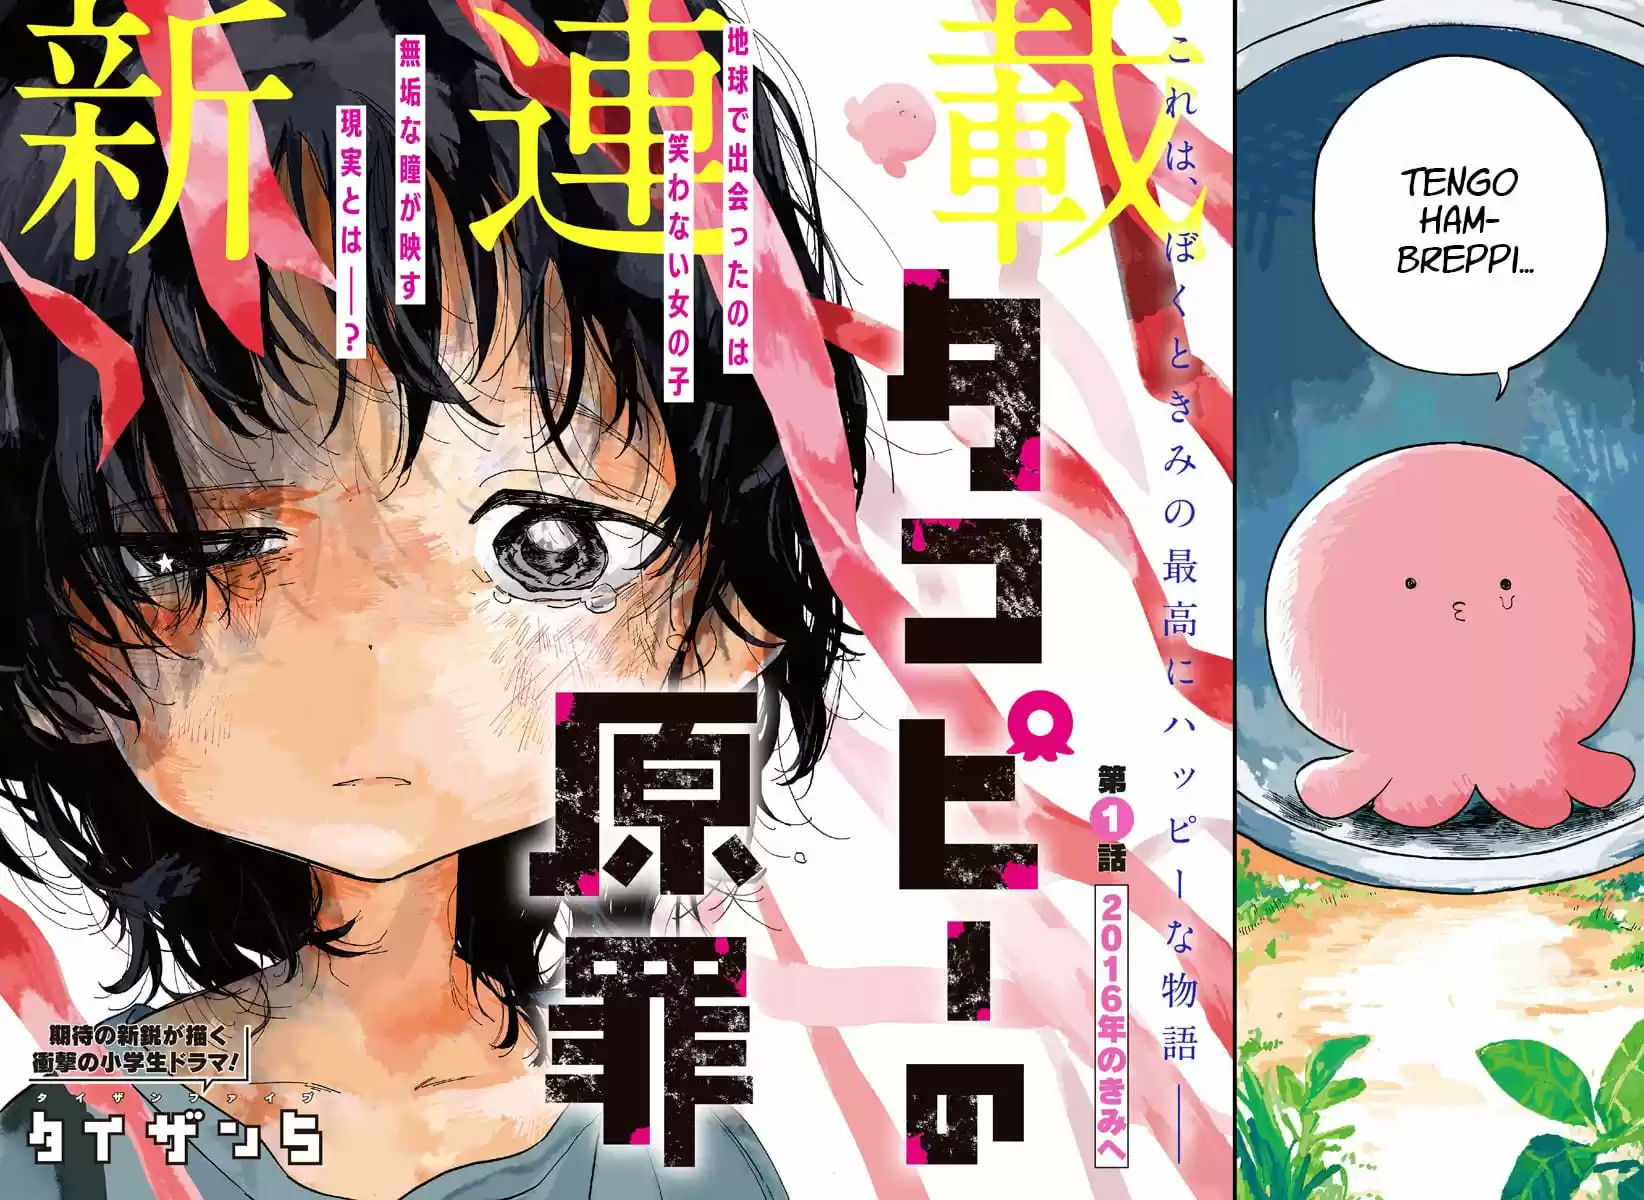 新連載
これは、ぼくときみの最高にハッピーな物語――
地球で出会ったのは
笑わない女の子
無垢な瞳が映す
現実とは――?
タコピーの
原罪
第1話
2016年のきみへ
期待の新鋭が描く
衝撃の小学生ドラマ!
タイザンファイブ
タイザン5
TENGO
HAM-
BREPPI...